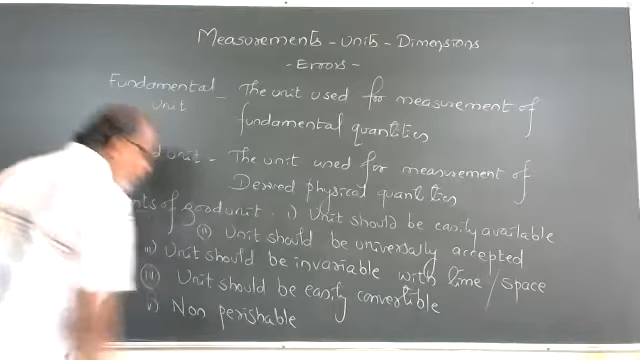 Measurements - Units - Dimensions
- Errors -
Fundamental unit - The unit used for measurement of
fundamental quantities
d unit - The unit used for measurement of
Derived physical quantities
nts of good unit . i) Unit should be easily available
(ii) Unit should be universally accepted
iii) Unit should be invariable with time / space
(iii) Unit should be easily convertible
v) Non perishable